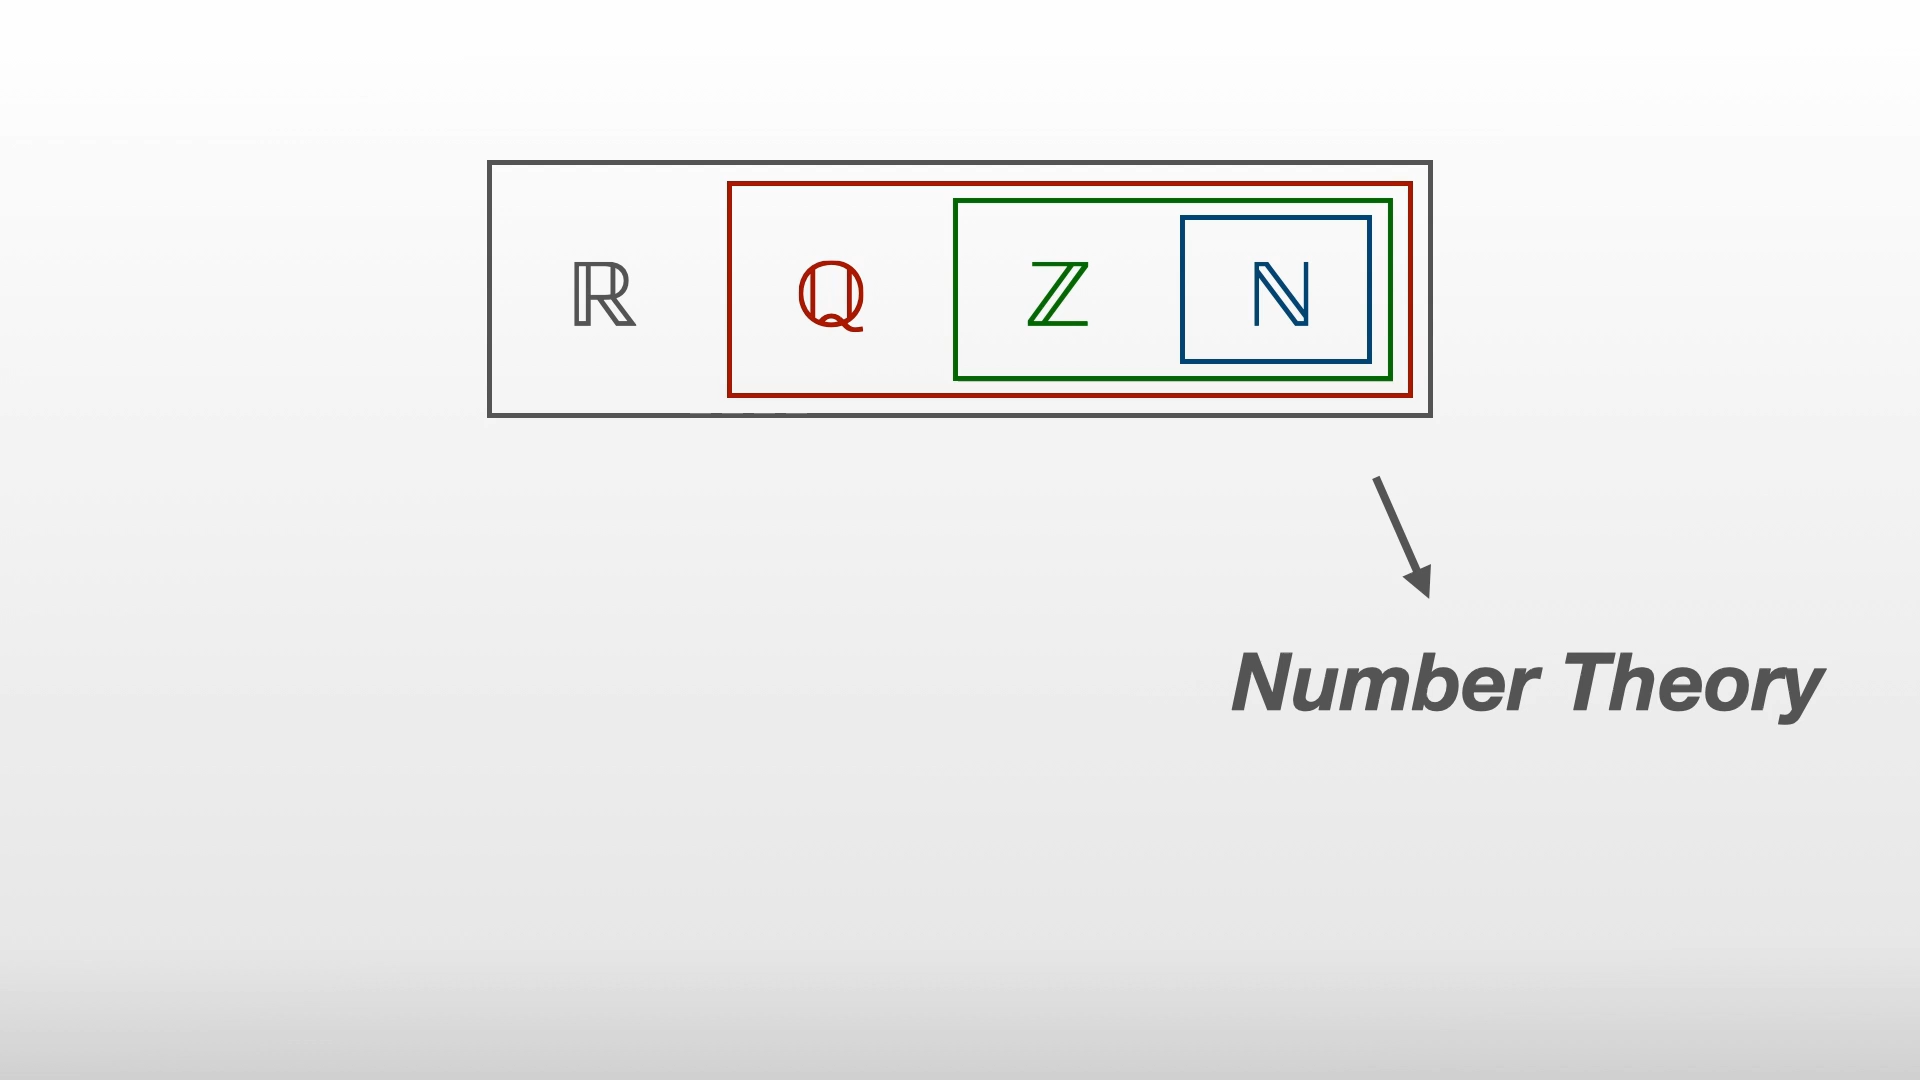 ℝ ℚ ℤ ℕ
Number Theory